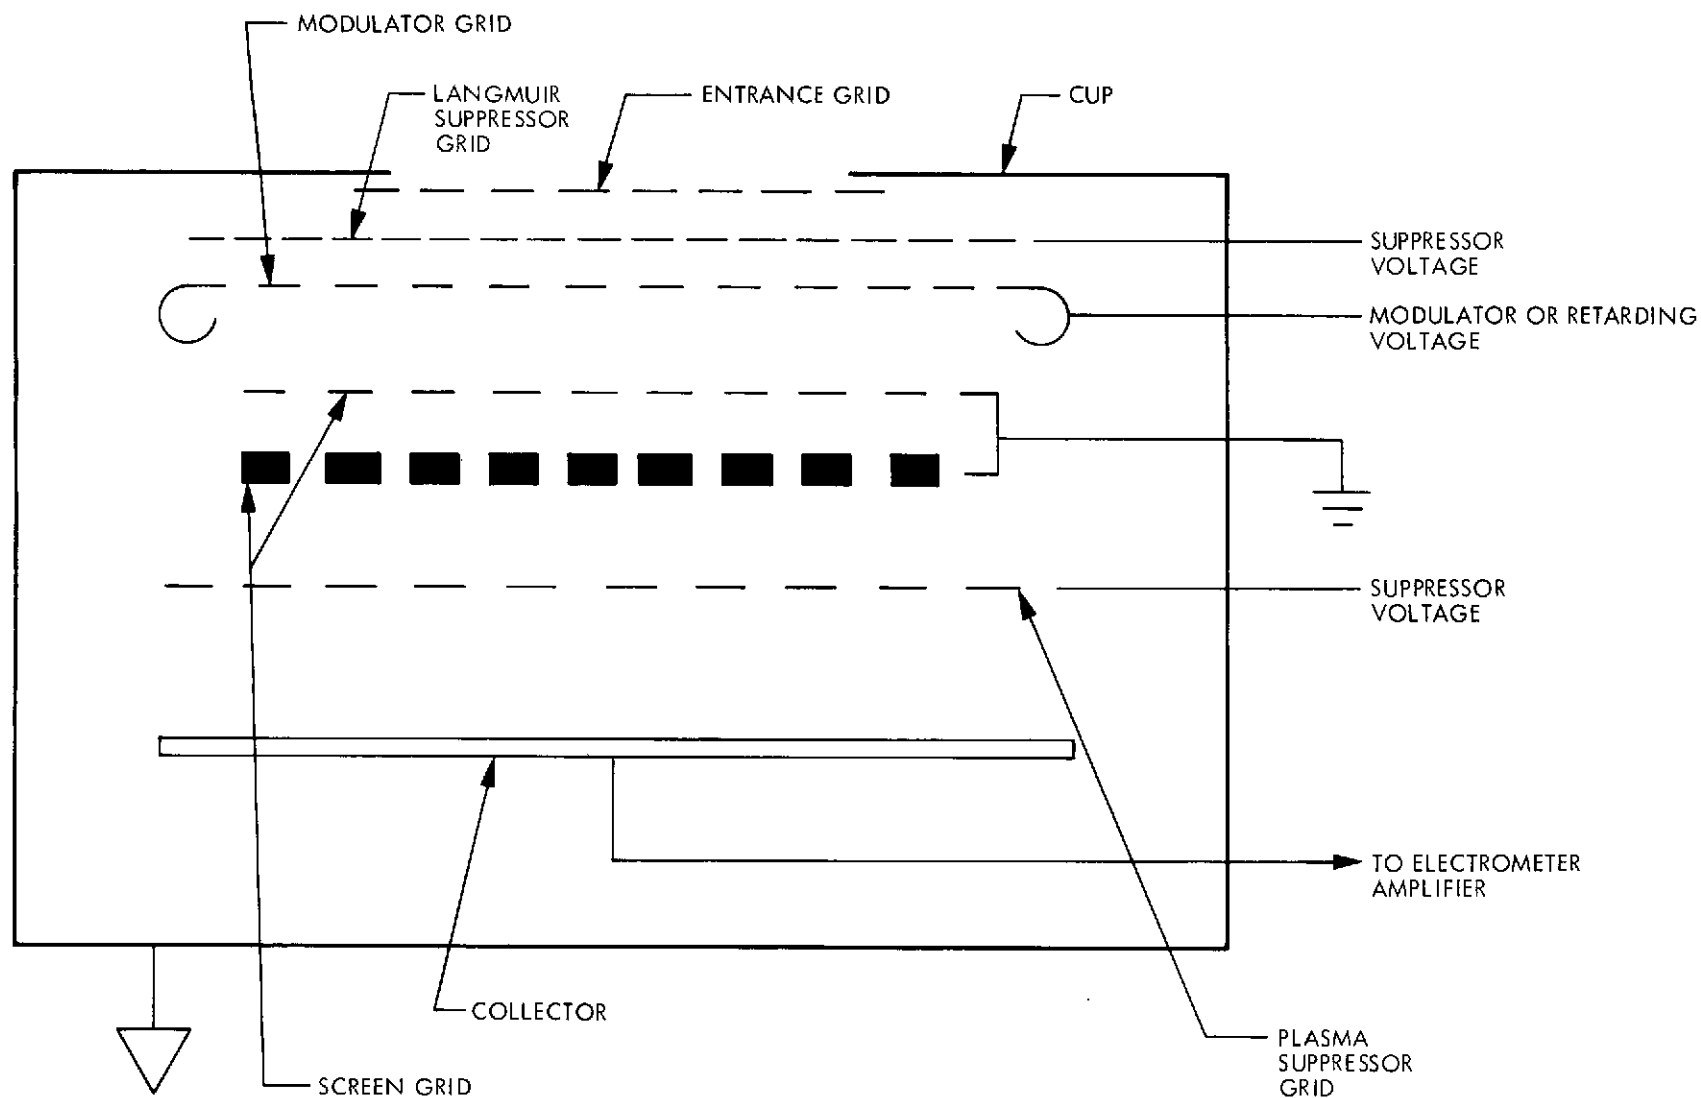 MODULATOR GRID
LANGMUIR
SUPPRESSOR
GRID
ENTRANCE GRID
CUP
SUPPRESSOR
VOLTAGE
MODULATOR OR RETARDING
VOLTAGE
SUPPRESSOR
VOLTAGE
TO ELECTROMETER
AMPLIFIER
COLLECTOR
PLASMA
SUPPRESSOR
GRID
SCREEN GRID